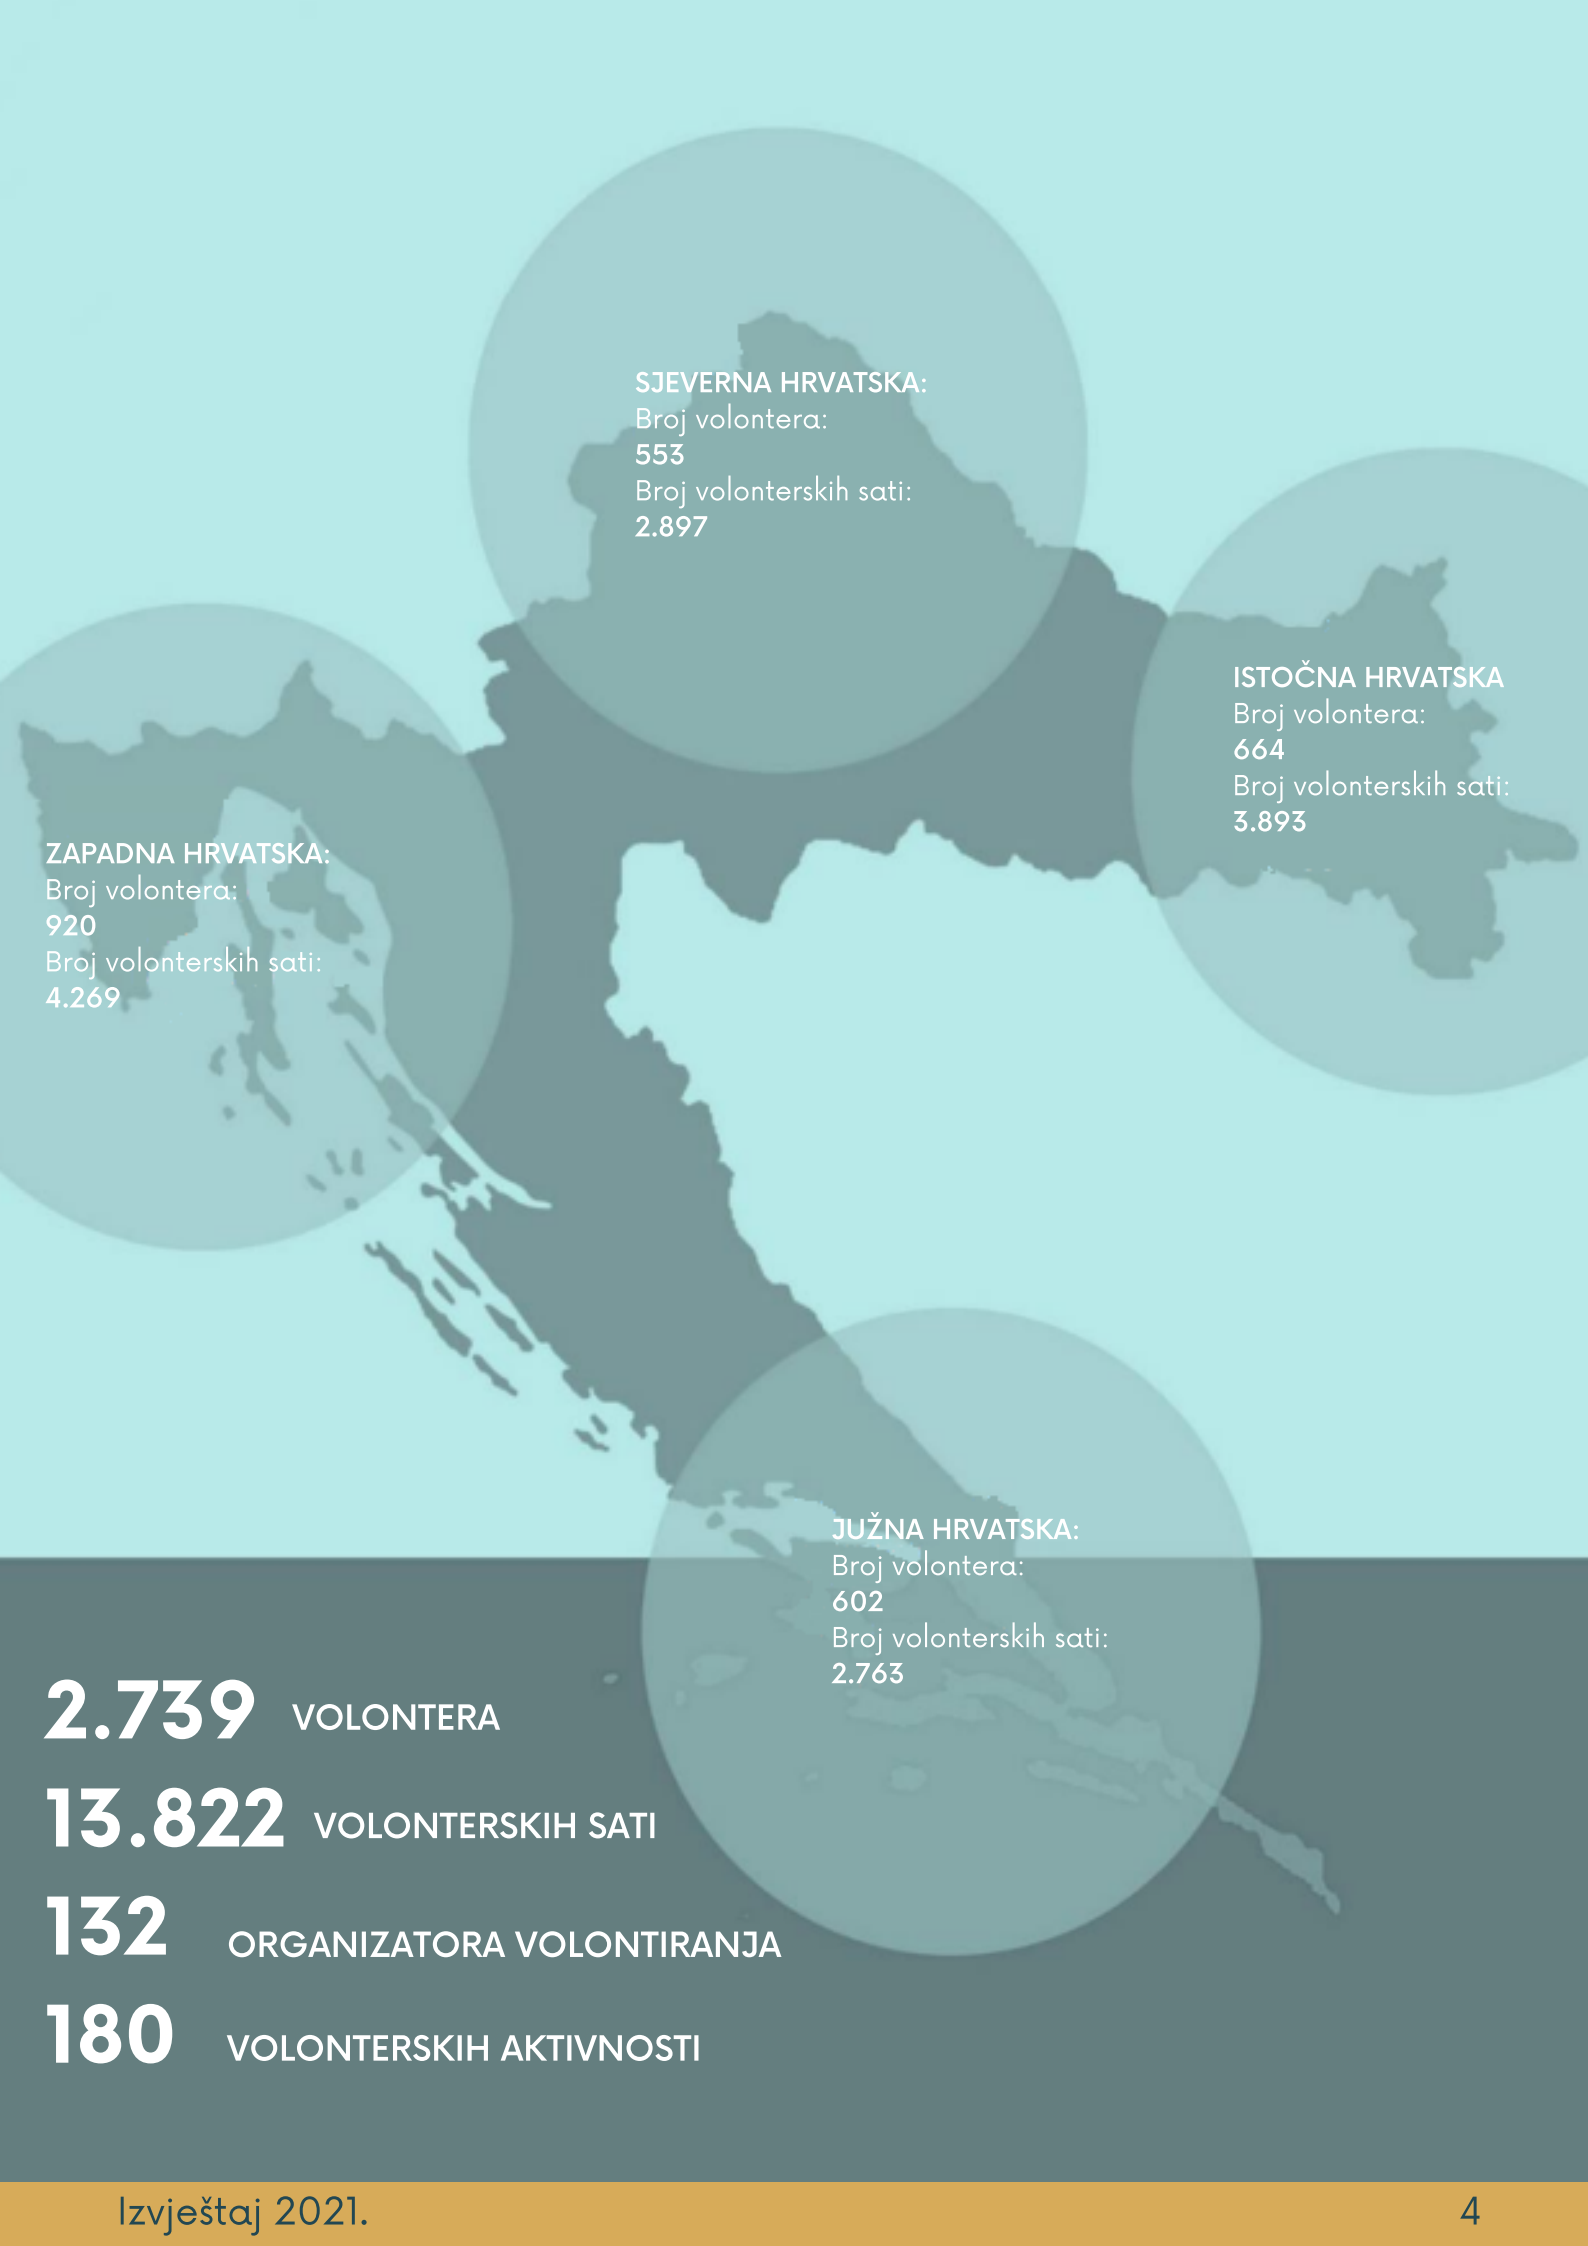 SJEVERNA HRVATSKA:
Broj volontera:
553
Broj volonterskih sati:
2.897
ISTOČNA HRVATSKA
Broj volontera:
664
Broj volonterskih sati:
3.893
ZAPADNA HRVATSKA:
Broj volontera:
920
Broj volonterskih sati:
4.269
JUŽNA HRVATSKA:
Broj volontera:
602
Broj volonterskih sati:
2.763
2.739 VOLONTERA
13.822 VOLONTERSKIH SATI
132 ORGANIZATORA VOLONTIRANJA
180 VOLONTERSKIH AKTIVNOSTI
Izvještaj 2021.
4